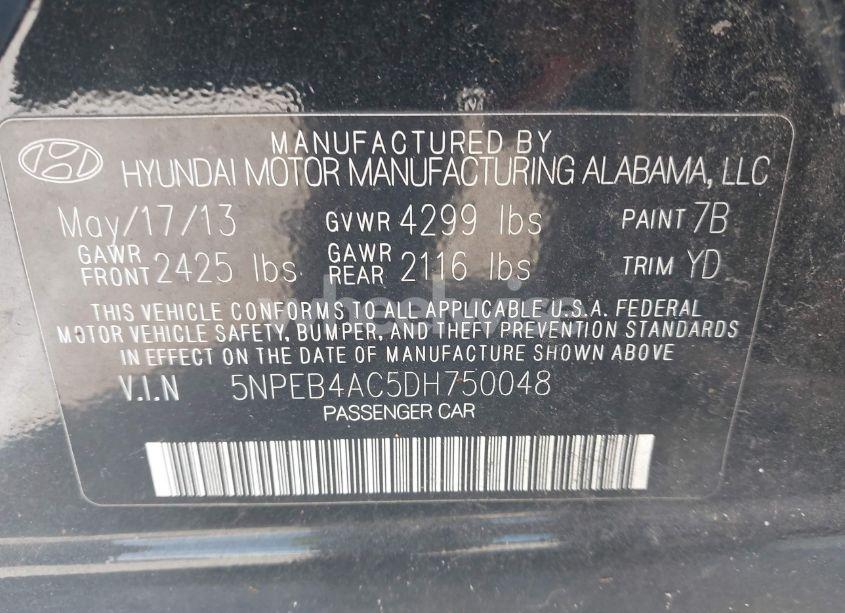 MANUFACTURED BY
HYUNDAI MOTOR MANUFACTURING ALABAMA, LLC
May/17/13 GVWR 4299 lbs PAINT 7B
GAWR FRONT 2425 lbs GAWR REAR 2116 lbs TRIM YD
THIS VEHICLE CONFORMS TO ALL APPLICABLE U.S.A. FEDERAL
MOTOR VEHICLE SAFETY, BUMPER, AND THEFT PREVENTION STANDARDS
IN EFFECT ON THE DATE OF MANUFACTURE SHOWN ABOVE
V.I.N 5NPEB4AC5DH750048
PASSENGER CAR